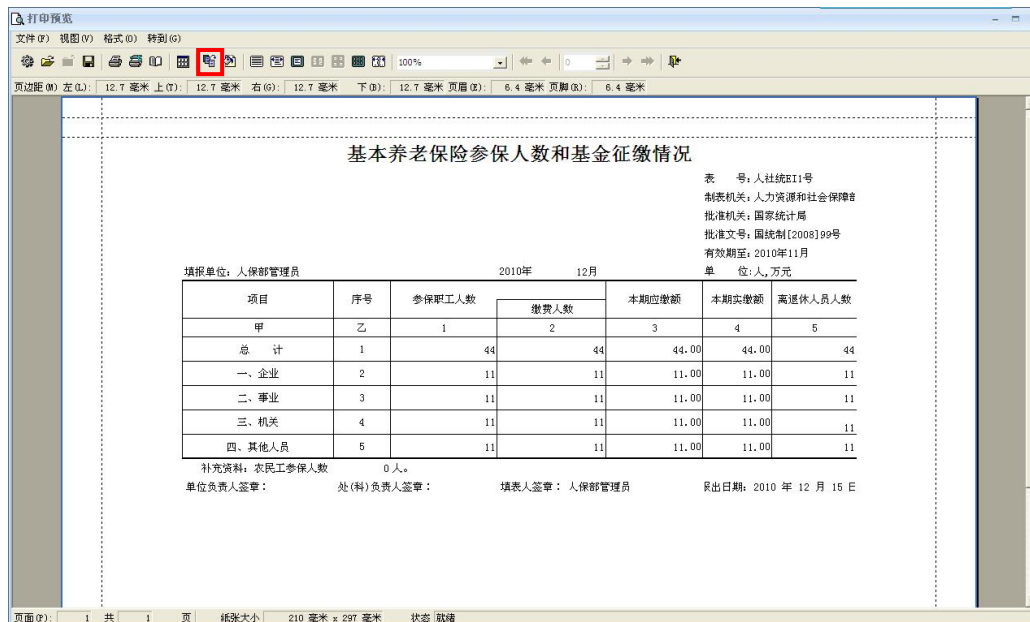 打印预览
文件(F) 视图(V) 格式(O) 转到(G)
100% 0
页边距(M) 左(L): 12.7 毫米 上(T): 12.7 毫米 右(G): 12.7 毫米 下(B): 12.7 毫米 页眉(E): 6.4 毫米 页脚(R): 6.4 毫米
基本养老保险参保人数和基金征缴情况
表 号:人社统EI1号
制表机关:人力资源和社会保障
批准机关:国家统计局
批准文号:国统制[2008]99号
有效期至:2010年11月
填报单位:人保部管理员 2010年 12月 单 位:人,万元
项目 序号 参保职工人数 缴费人数 本期应缴额 本期实缴额 离退休人员人数
甲 乙 1 2 3 4 5
总 计 1 44 44 44.00 44.00 44
一、企业 2 11 11 11.00 11.00 11
二、事业 3 11 11 11.00 11.00 11
三、机关 4 11 11 11.00 11.00 11
四、其他人员 5 11 11 11.00 11.00 11
补充资料:农民工参保人数 0人。
单位负责人签章: 处(科)负责人签章: 填表人签章:人保部管理员 出日期:2010 年 12 月 15
页面(P): 1 共 1 页 纸张大小 210 毫米 x 297 毫米 状态 就绪